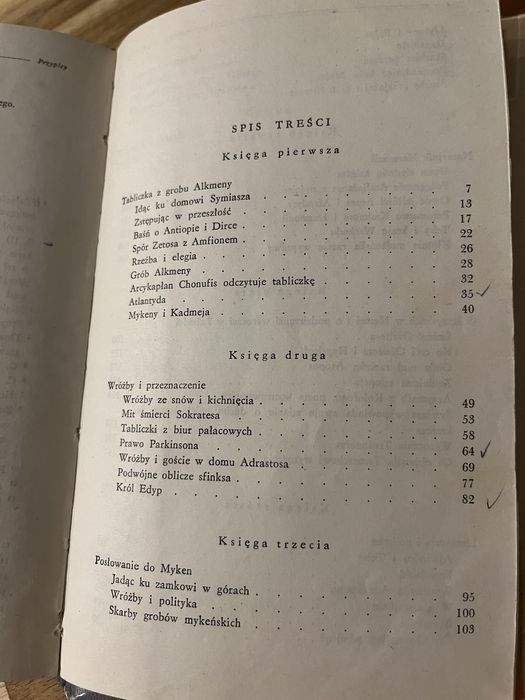 Przypisy
ego.
SPIS TREŚCI
Księga pierwsza
Tabliczka z grobu Alkmeny
Idąc ku domowi Symiasza . . . . . . . . 7
Zstępując w przeszłość . . . . . . . . 13
Baśń o Antiopie i Dirce . . . . . . . . 17
Spór Zetosa z Amfionem . . . . . . . . 22
Rzeźba i elegia . . . . . . . . 26
Grób Alkmeny . . . . . . . . 28
Arcykapłan Chonufis odczytuje tabliczkę . . . . . . 32
Atlantyda . . . . . . . . 35
Mykeny i Kadmeja . . . . . . . . 40
Księga druga
Wróżby i przeznaczenie
Wróżby ze snów i kichnięcia . . . . . . . . 49
Mit śmierci Sokratesa . . . . . . . . 53
Tabliczki z biur pałacowych . . . . . . . . 58
Prawo Parkinsona . . . . . . . . 64
Wróżby i goście w domu Adrastosa . . . . . . . 69
Podwójne oblicze sfinksa . . . . . . . . 77
Król Edyp . . . . . . . . 82
Księga trzecia
Posłowanie do Myken
Jadąc ku zamkowi w górach . . . . . . . . 95
Wróżby i polityka . . . . . . . . 100
Skarby grobów mykeńskich . . . . . . . . 103